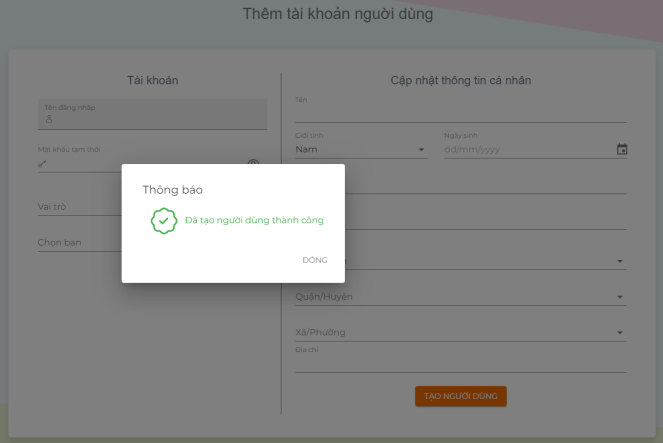 Thêm tài khoản người dùng
Tài khoản
Tên đăng nhập
Mật khẩu tạm thời
Vai trò
Chọn ban
Cập nhật thông tin cá nhân
Tên
Giới tính
Nam
Ngày sinh
dd/mm/yyyy
Quận/Huyện
Xã/Phường
Địa chỉ
TẠO NGƯỜI DÙNG
Thông báo
Đã tạo người dùng thành công
ĐÓNG